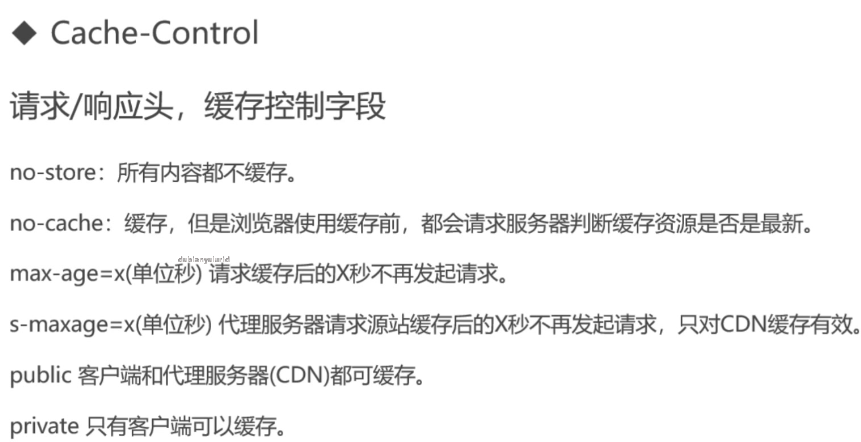 ◆ Cache-Control
请求/响应头，缓存控制字段
no-store：所有内容都不缓存。
no-cache：缓存，但是浏览器使用缓存前，都会请求服务器判断缓存资源是否是最新。
max-age=x(单位秒) 请求缓存后的X秒不再发起请求。
s-maxage=x(单位秒) 代理服务器请求源站缓存后的X秒不再发起请求，只对CDN缓存有效。
public 客户端和代理服务器(CDN)都可缓存。
private 只有客户端可以缓存。